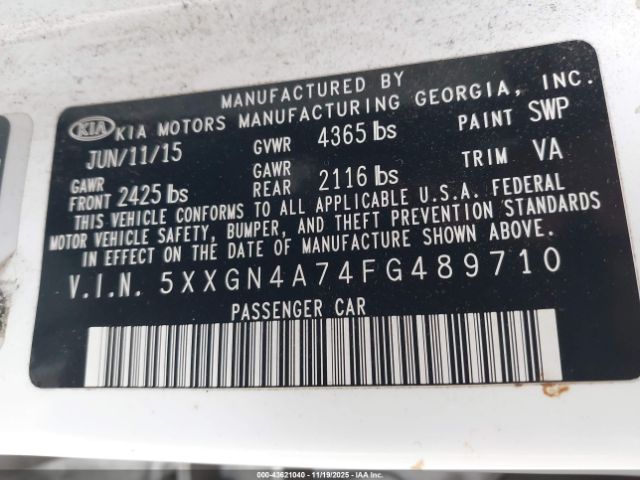 MANUFACTURED BY
KIA KIA MOTORS MANUFACTURING GEORGIA, INC.
JUN/11/15 GVWR 4365 lbs PAINT SWP
GAWR FRONT 2425 lbs GAWR REAR 2116 lbs TRIM VA
THIS VEHICLE CONFORMS TO ALL APPLICABLE U.S.A. FEDERAL
MOTOR VEHICLE SAFETY, BUMPER, AND THEFT PREVENTION STANDARDS
IN EFFECT ON THE DATE OF MANUFACTURE SHOWN ABOVE.
V.I.N. 5XXGN4A74FG489710
PASSENGER CAR
000-43621040 - 11/19/2025 - IAA Inc.